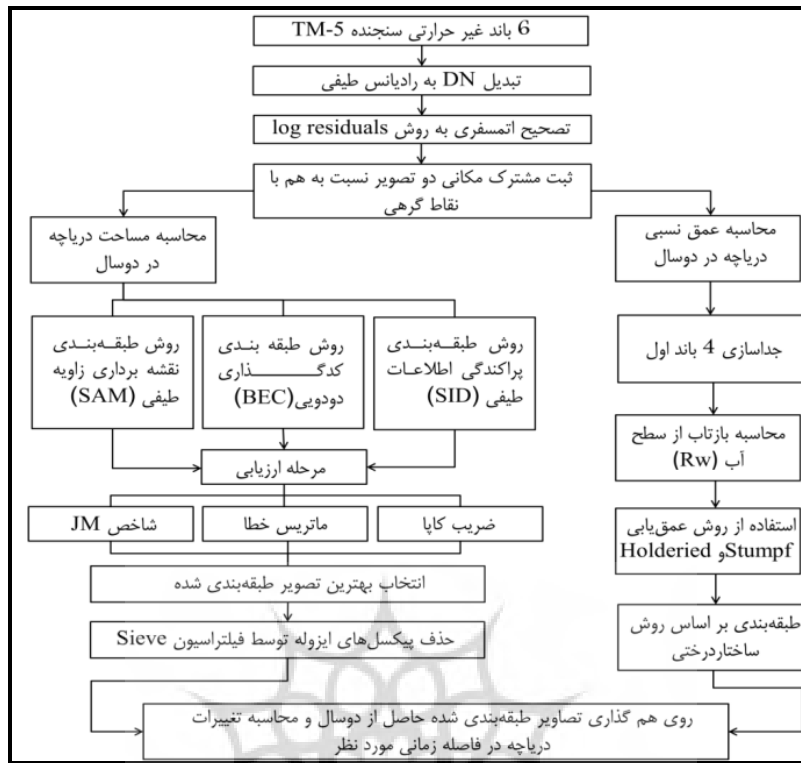 6 باند غیر حرارتی سنجنده TM-5
تبدیل DN به رادیانس طیفی
تصحیح اتمسفری به روش log residuals
ثبت مشترک مکانی دو تصویر نسبت به هم با
نقاط گرهی
محاسبه عمق نسبی
دریاچه در دوسال
جداسازی 4 باند اول
محاسبه بازتاب از سطح
آب (Rw)
استفاده از روش عمق‌یابی
Stumpf و Holderied
طبقه‌بندی بر اساس روش
ساختاردرختی
محاسبه مساحت دریاچه
در دوسال
روش طبقه‌بندی
پراکندگی اطلاعات
طیفی (SID)
روش طبقه بندی
کدگــــــــذاری
دودویی(BEC)
روش طبقــه‌بندی
نقشه برداری زاویه
طیفی (SAM)
مرحله ارزیابی
ضریب کاپا
ماتریس خطا
شاخص JM
انتخاب بهترین تصویر طبقه‌بندی شده
حذف پیکسل‌های ایزوله توسط فیلتراسیون Sieve
روی هم گذاری تصاویر طبقه‌بندی شده حاصل از دوسال و محاسبه تغییرات
دریاچه در فاصله زمانی مورد نظر